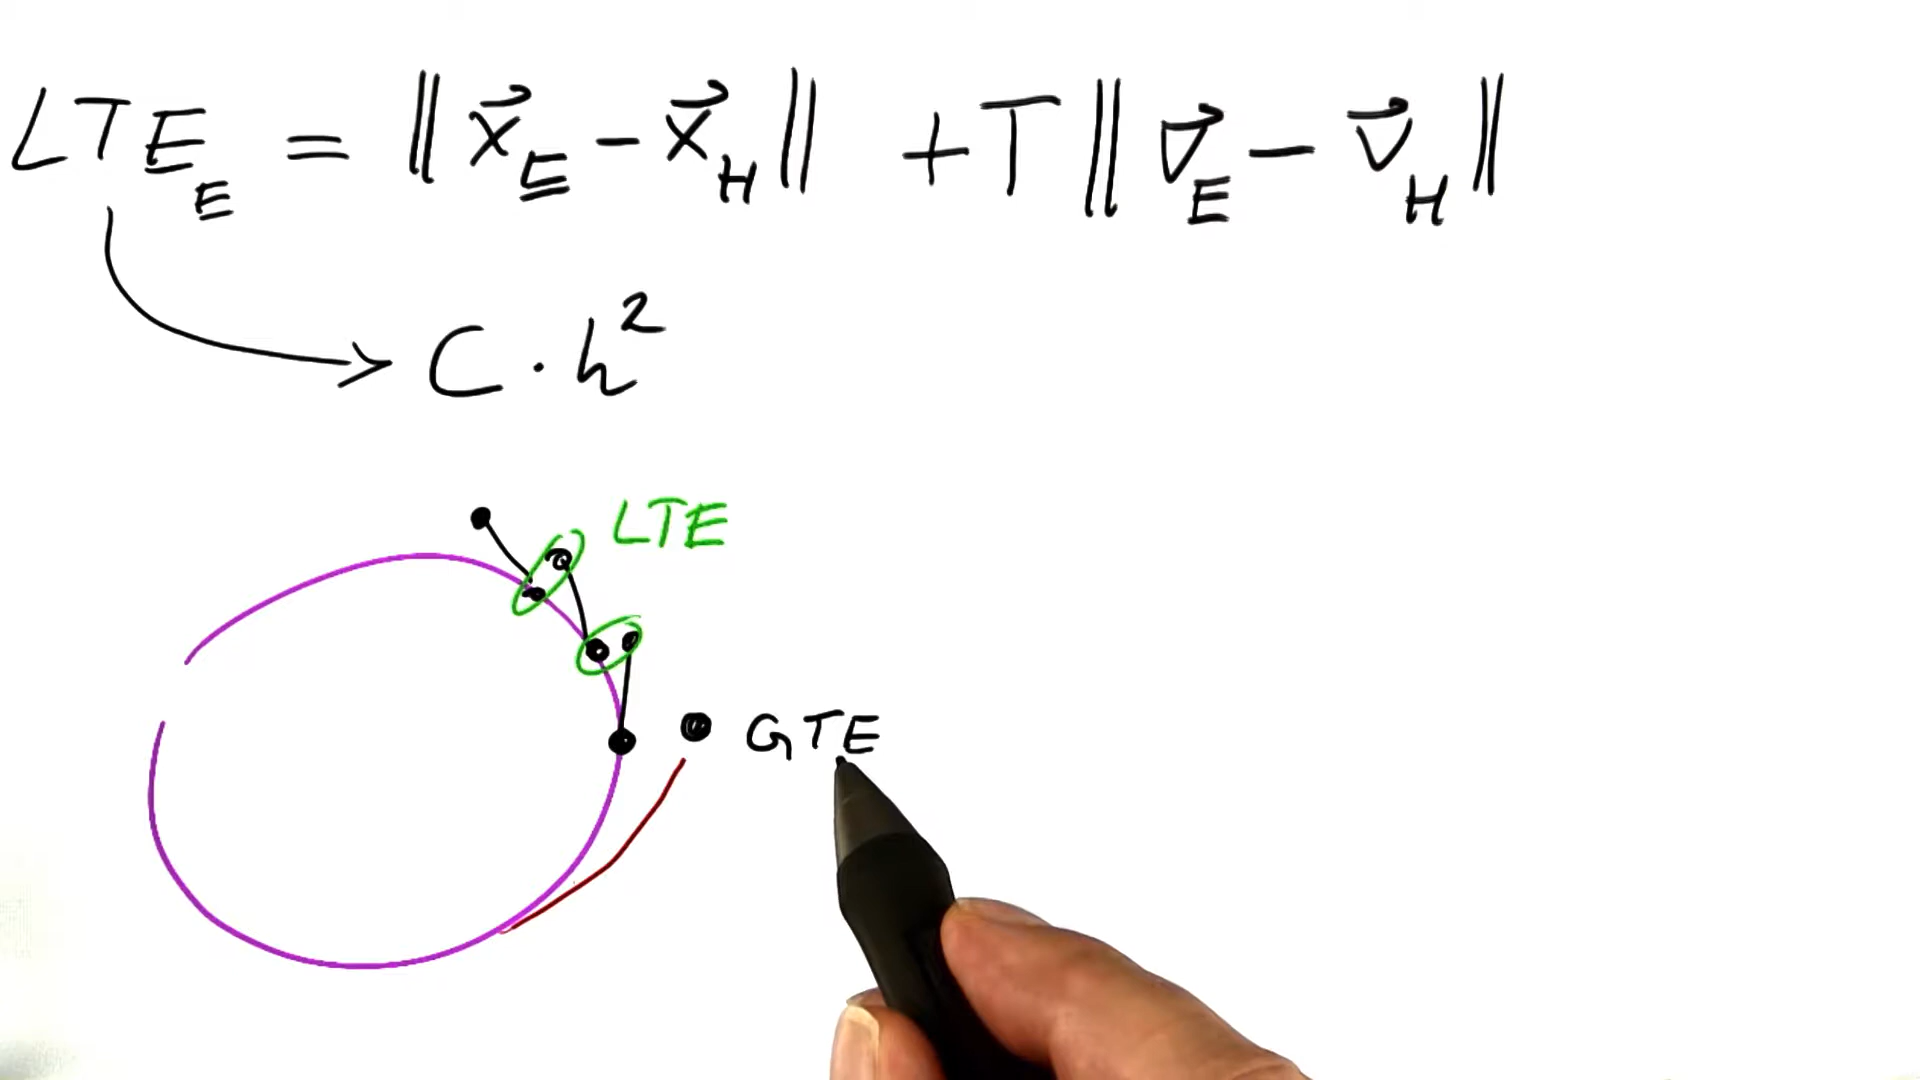 LTE_E = ‖x⃗_E − x⃗_H‖ + T‖v⃗_E − v⃗_H‖
C · h²
LTE
GTE